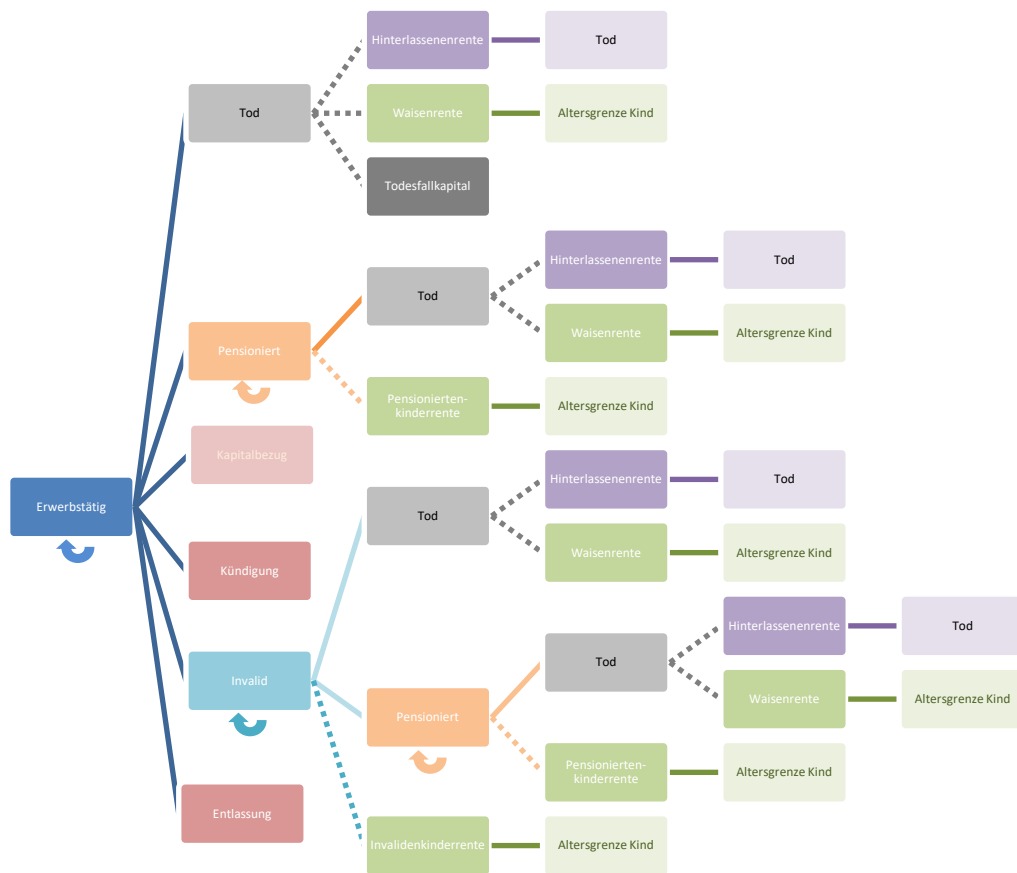 Hinterlassenenrente
Tod
Tod
Waisenrente
Altersgrenze Kind
Todesfallkapital
Hinterlassenenrente
Tod
Tod
Pensioniert
Waisenrente
Altersgrenze Kind
Pensionierten-
kinderrente
Altersgrenze Kind
Kapitalbezug
Hinterlassenenrente
Tod
Erwerbstätig
Tod
Waisenrente
Altersgrenze Kind
Kündigung
Hinterlassenenrente
Tod
Tod
Invalid
Waisenrente
Altersgrenze Kind
Pensioniert
Pensionierten-
kinderrente
Altersgrenze Kind
Entlassung
Invalidenkinderrente
Altersgrenze Kind